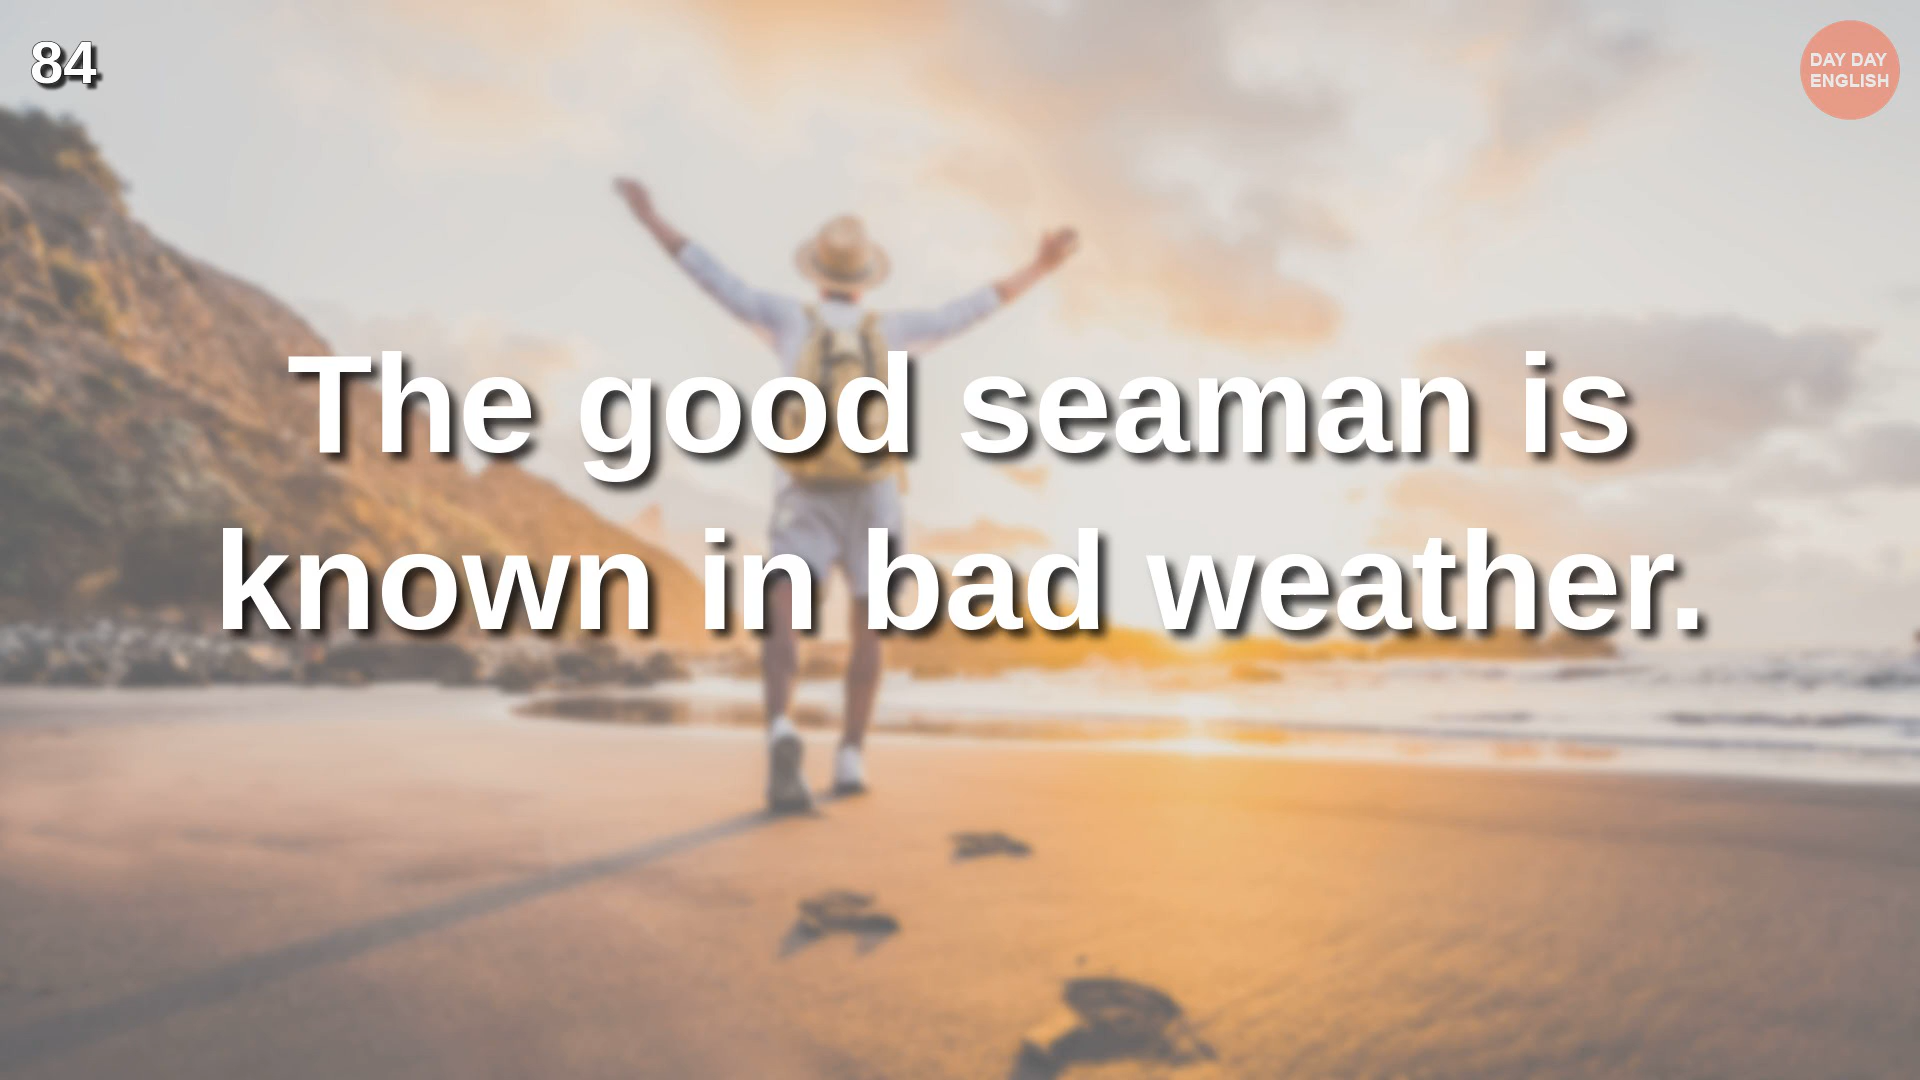 84
DAY DAY
ENGLISH
The good seaman is
known in bad weather.